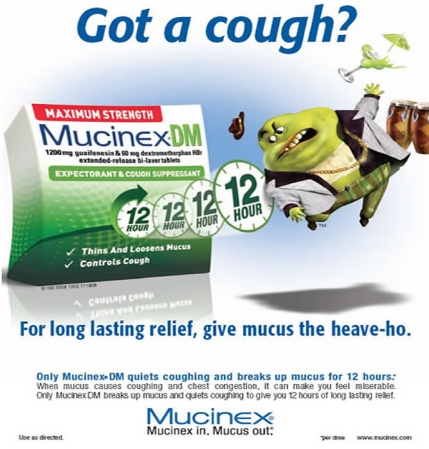 Got a cough?
MAXIMUM STRENGTH
Mucinex DM
1200 mg guaifenesin & 60 mg dextromethorphan HBr
extended-release bi-layer tablets
EXPECTORANT & COUGH SUPPRESSANT
12 HOUR 12 HOUR 12 HOUR 12 HOUR
✓ Thins And Loosens Mucus
✓ Controls Cough
TM
For long lasting relief, give mucus the heave-ho.
Only Mucinex DM quiets coughing and breaks up mucus for 12 hours.*
When mucus causes coughing and chest congestion, it can make you feel miserable.
Only Mucinex DM breaks up mucus and quiets coughing to give you 12 hours of long lasting relief.
Mucinex®
Mucinex in. Mucus out.®
Use as directed. *per dose www.mucinex.com